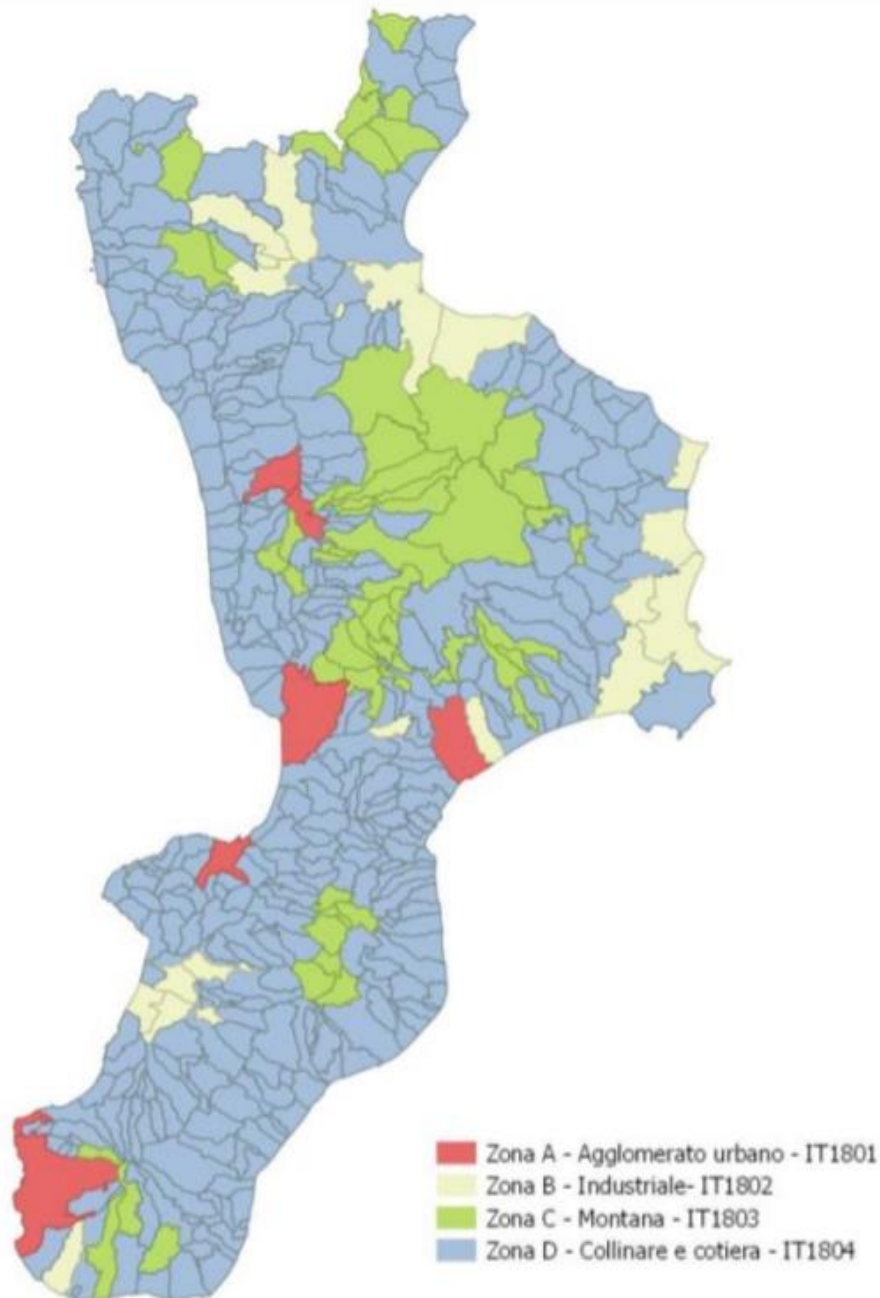 Zona A - Agglomerato urbano - IT1801
Zona B - Industriale- IT1802
Zona C - Montana - IT1803
Zona D - Collinare e cotiera - IT1804